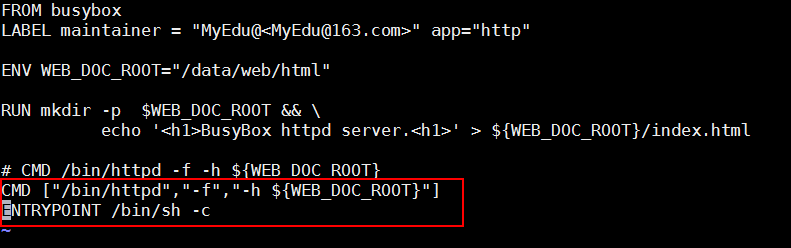 FROM busybox
LABEL maintainer = "MyEdu@<MyEdu@163.com>" app="http"
ENV WEB_DOC_ROOT="/data/web/html"
RUN mkdir -p  $WEB_DOC_ROOT && \
echo '<h1>BusyBox httpd server.<h1>' > ${WEB_DOC_ROOT}/index.html
# CMD /bin/httpd -f -h ${WEB_DOC_ROOT}
CMD ["/bin/httpd","-f","-h ${WEB_DOC_ROOT}"]
ENTRYPOINT /bin/sh -c
~